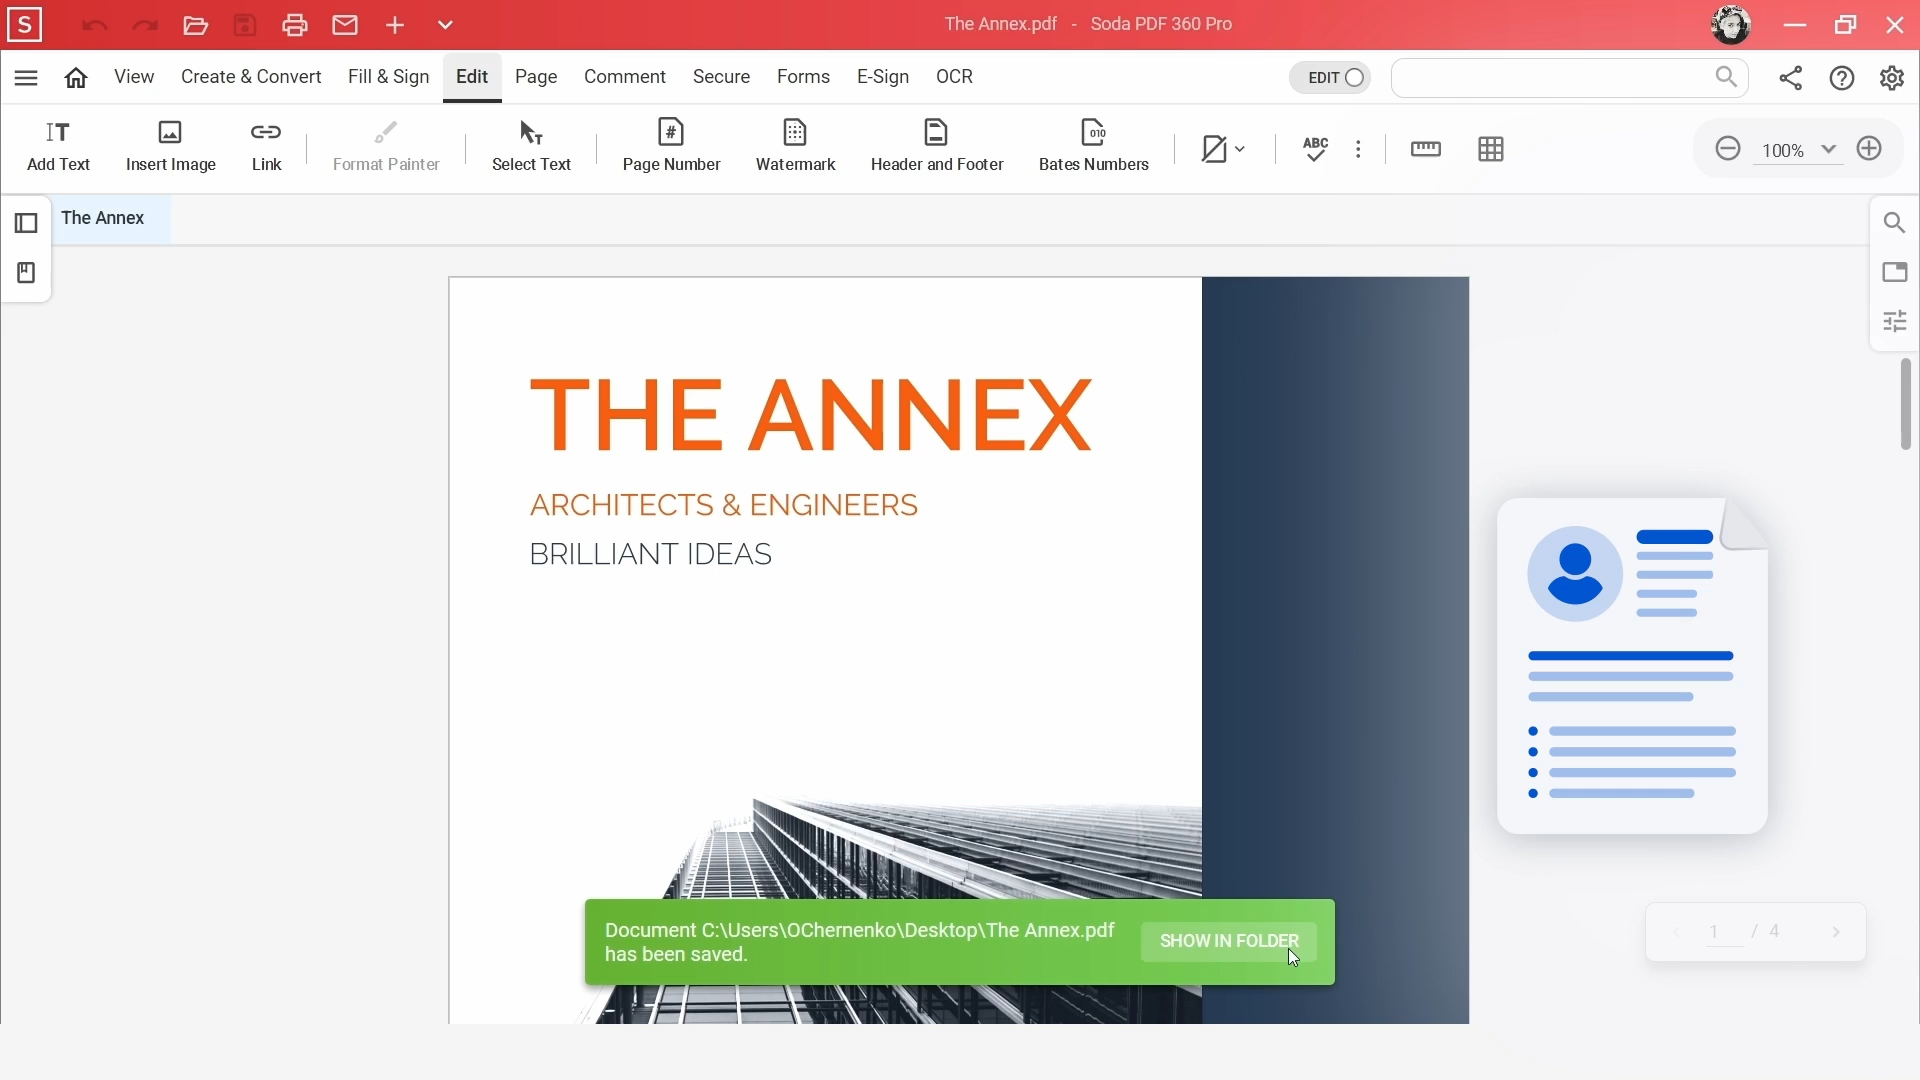 S
The Annex.pdf - Soda PDF 360 Pro
View Create & Convert Fill & Sign Edit Page Comment Secure Forms E-Sign OCR EDIT
Add Text Insert Image Link Format Painter Select Text Page Number Watermark Header and Footer Bates Numbers ABC 100%
The Annex
THE ANNEX
ARCHITECTS & ENGINEERS
BRILLIANT IDEAS
Document C:\Users\OChernenko\Desktop\The Annex.pdf
has been saved.
SHOW IN FOLDER
1 / 4